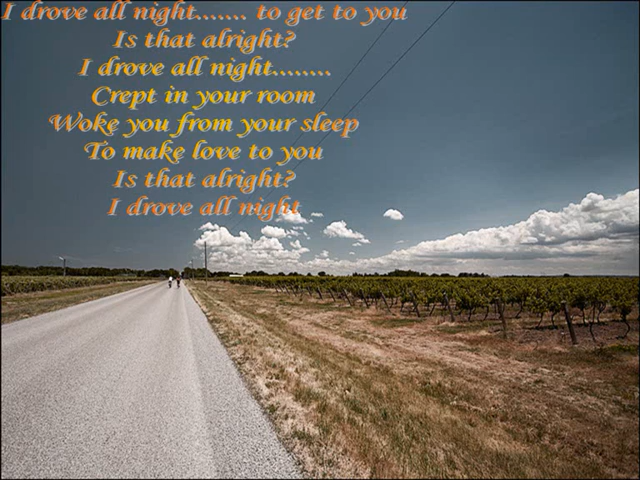 I drove all night....... to get to you
Is that alright?
I drove all night........
Crept in your room
Woke you from your sleep
To make love to you
Is that alright?
I drove all night